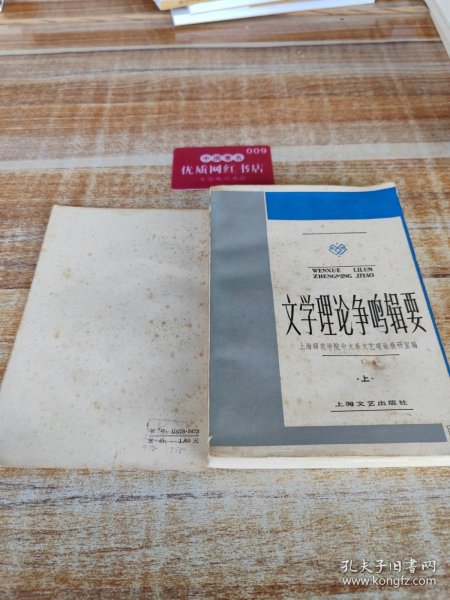 009
中国書店
优质网红书店
WENXUE LILUN
ZHENGMING JIYAO
文学理论争鸣辑要
上海师范学院中文系文艺理论教研室编
·上·
上海文艺出版社
书号：10078·3472
定价：1.60元
孔夫子旧书网
www.kongfz.com